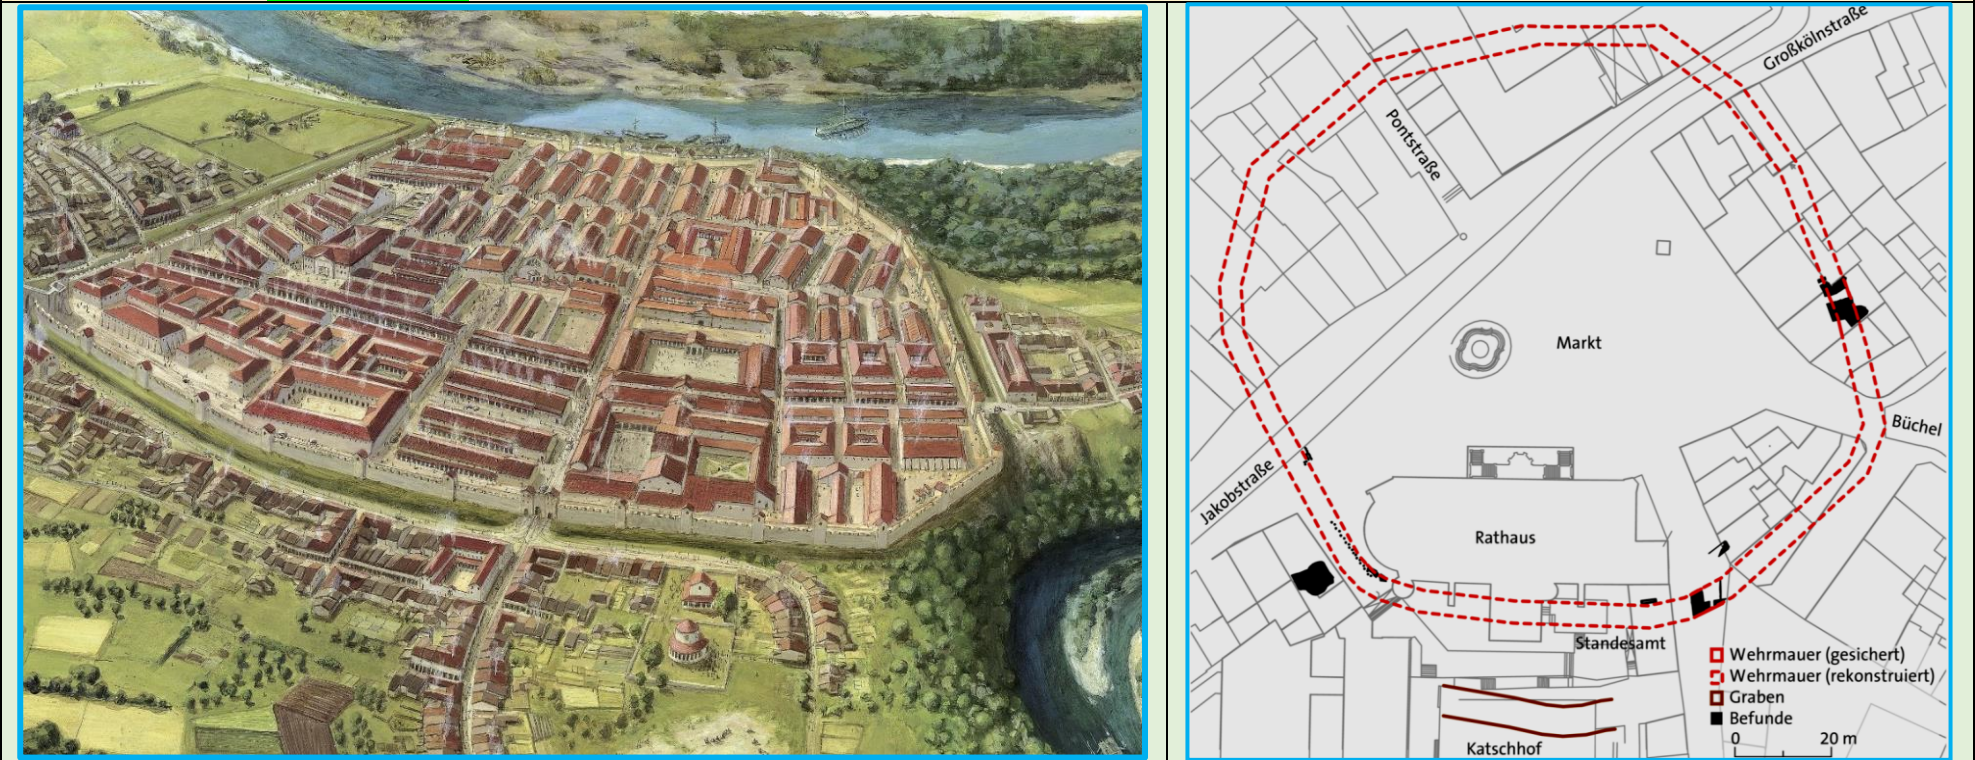 Großkölnstraße
Pontstraße
Markt
Büchel
Jakobstraße
Rathaus
Standesamt
Wehrmauer (gesichert)
Wehrmauer (rekonstruiert)
Graben
Befunde
0 20 m
Katschhof